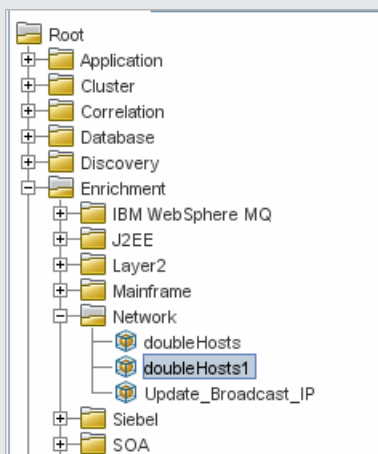 Root
Application
Cluster
Correlation
Database
Discovery
Enrichment
IBM WebSphere MQ
J2EE
Layer2
Mainframe
Network
doubleHosts
doubleHosts1
Update_Broadcast_IP
Siebel
SOA